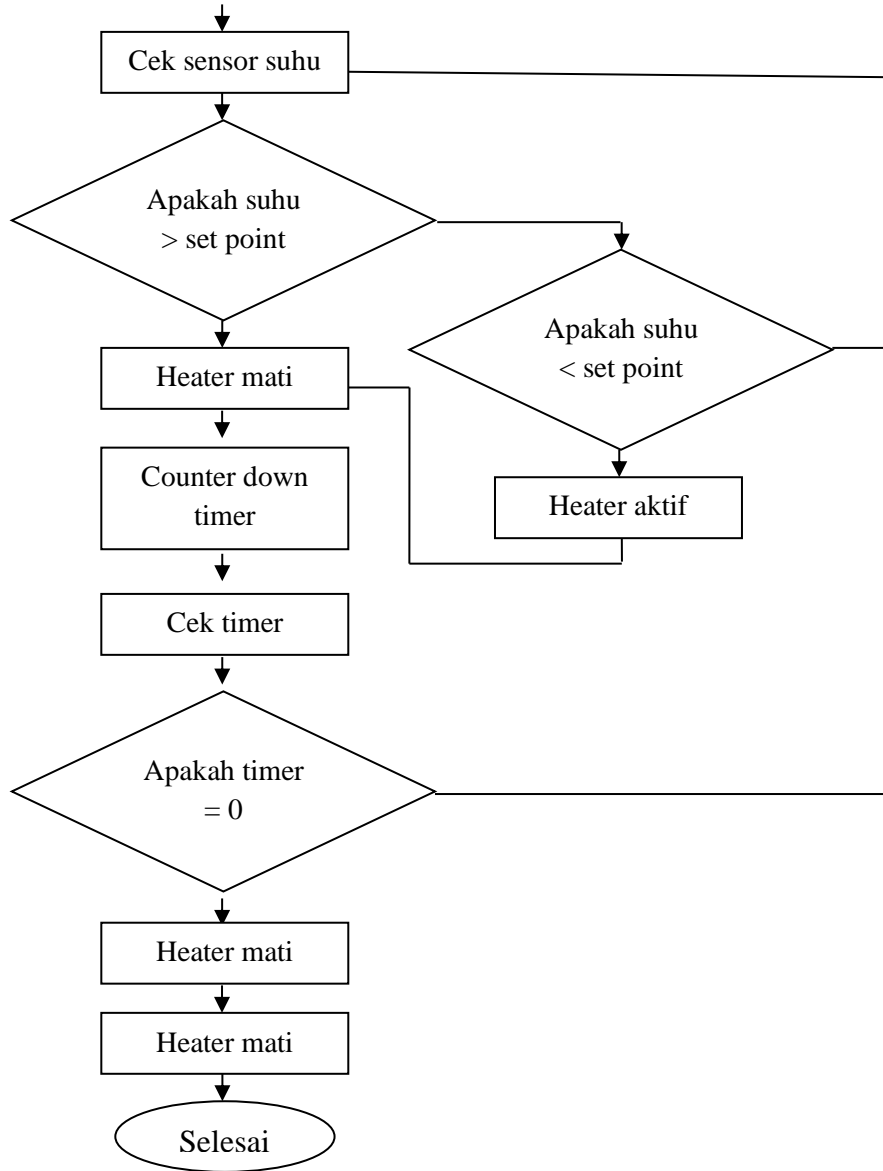 Cek sensor suhu
Apakah suhu
> set point
Apakah suhu
< set point
Heater mati
Counter down
timer
Heater aktif
Cek timer
Apakah timer
= 0
Heater mati
Heater mati
Selesai